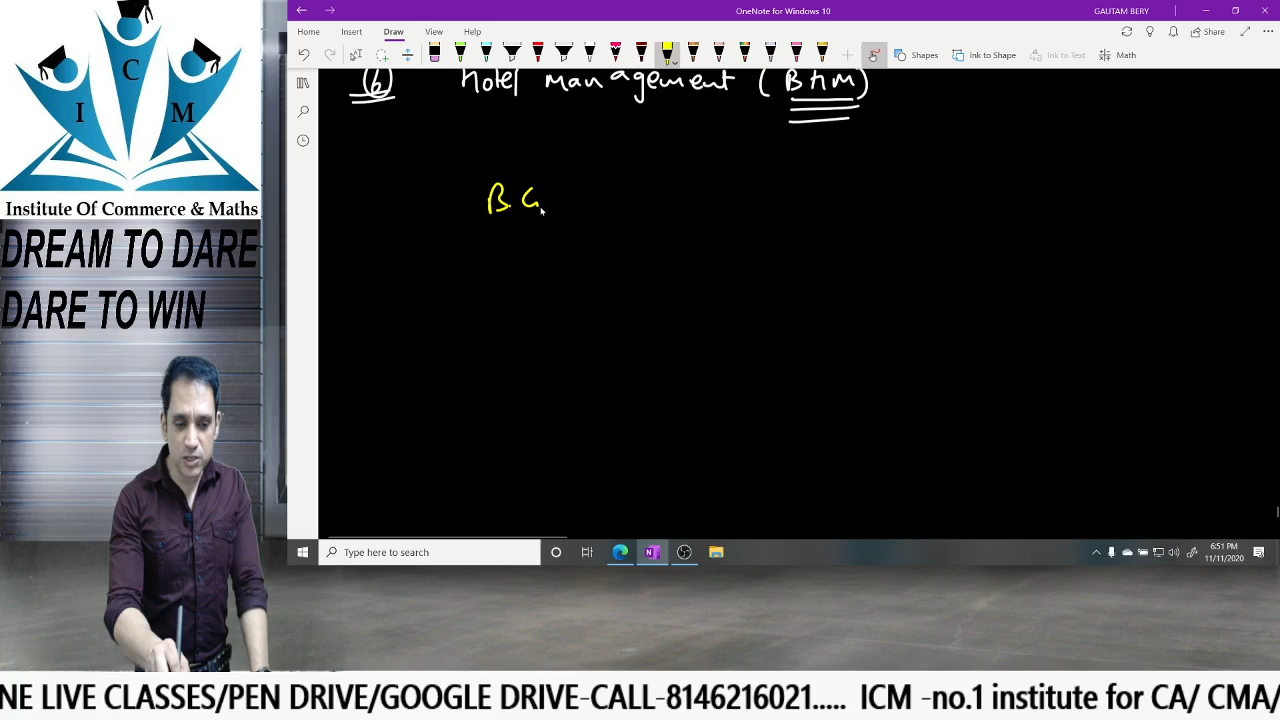 C
I M
Institute Of Commerce & Maths
DREAM TO DARE
DARE TO WIN
OneNote for Windows 10
GAUTAM BERY
Home Insert Draw View Help
Share
Shapes Ink to Shape Ink to Text Math
(6) Hotel management (BHM)
B. C
Type here to search
6:51 PM
11/11/2020
NE LIVE CLASSES/PEN DRIVE/GOOGLE DRIVE-CALL-8146216021..... ICM -no.1 institute for CA/ CMA/